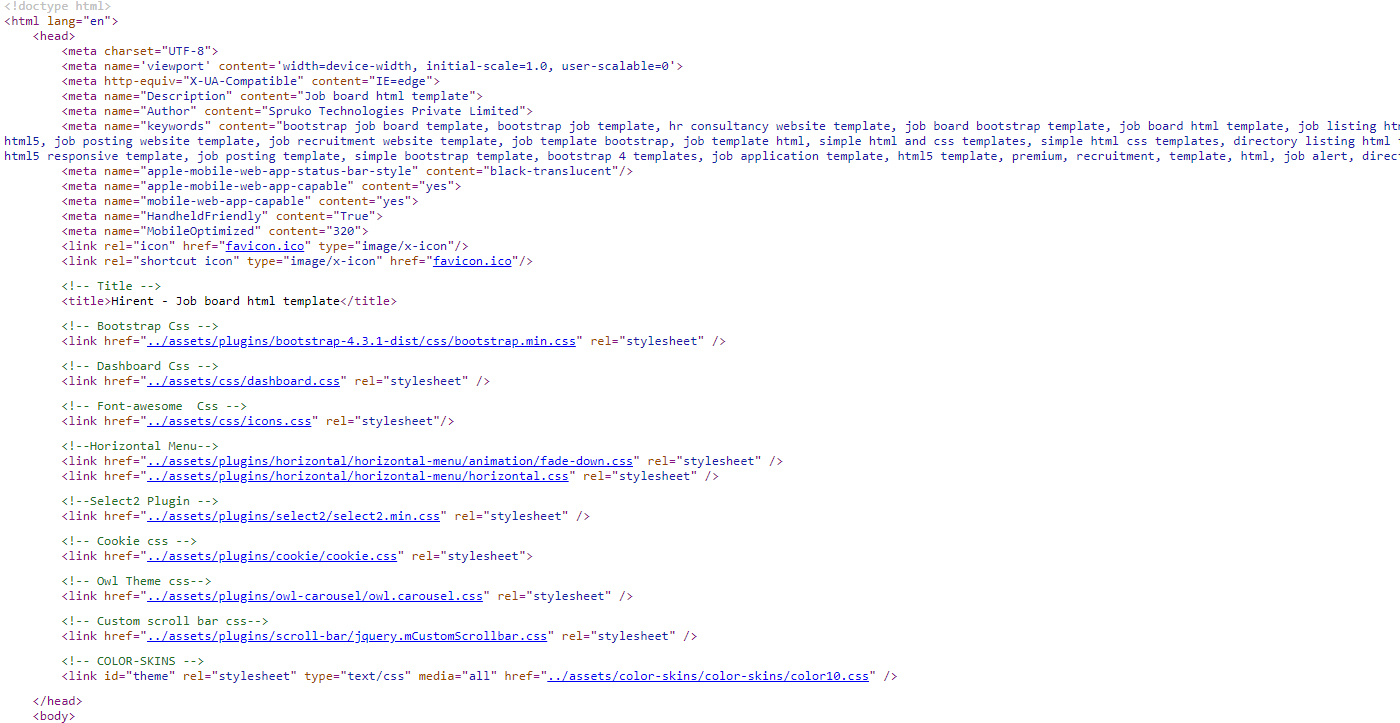 <!doctype html>
<html lang="en">
<head>
<meta charset="UTF-8">
<meta name='viewport' content='width=device-width, initial-scale=1.0, user-scalable=0'>
<meta http-equiv="X-UA-Compatible" content="IE=edge">
<meta name="Description" content="Job board html template">
<meta name="Author" content="Spruko Technologies Private Limited">
<meta name="keywords" content="bootstrap job board template, bootstrap job template, hr consultancy website template, job board bootstrap template, job board html template, job listing
html5, job posting website template, job recruitment website template, job template bootstrap, job template html, simple html and css templates, simple html css templates, directory listing html
html5 responsive template, job posting template, simple bootstrap template, bootstrap 4 templates, job application template, html5 template, premium, recruitment, template, html, job alert,
<meta name="apple-mobile-web-app-status-bar-style" content="black-translucent"/>
<meta name="apple-mobile-web-app-capable" content="yes">
<meta name="mobile-web-app-capable" content="yes">
<meta name="HandheldFriendly" content="True">
<meta name="MobileOptimized" content="320">
<link rel="icon" href="favicon.ico" type="image/x-icon"/>
<link rel="shortcut icon" type="image/x-icon" href="favicon.ico"/>
<!-- Title -->
<title>Hirent - Job board html template</title>
<!-- Bootstrap Css -->
<link href="../assets/plugins/bootstrap-4.3.1-dist/css/bootstrap.min.css" rel="stylesheet" />
<!-- Dashboard Css -->
<link href="../assets/css/dashboard.css" rel="stylesheet" />
<!-- Font-awesome  Css -->
<link href="../assets/css/icons.css" rel="stylesheet"/>
<!--Horizontal Menu-->
<link href="../assets/plugins/horizontal/horizontal-menu/animation/fade-down.css" rel="stylesheet" />
<link href="../assets/plugins/horizontal/horizontal-menu/horizontal.css" rel="stylesheet" />
<!--Select2 Plugin -->
<link href="../assets/plugins/select2/select2.min.css" rel="stylesheet" />
<!-- Cookie css -->
<link href="../assets/plugins/cookie/cookie.css" rel="stylesheet">
<!-- Owl Theme css-->
<link href="../assets/plugins/owl-carousel/owl.carousel.css" rel="stylesheet" />
<!-- Custom scroll bar css-->
<link href="../assets/plugins/scroll-bar/jquery.mCustomScrollbar.css" rel="stylesheet" />
<!-- COLOR-SKINS -->
<link id="theme" rel="stylesheet" type="text/css" media="all" href="../assets/color-skins/color-skins/color10.css" />
</head>
<body>